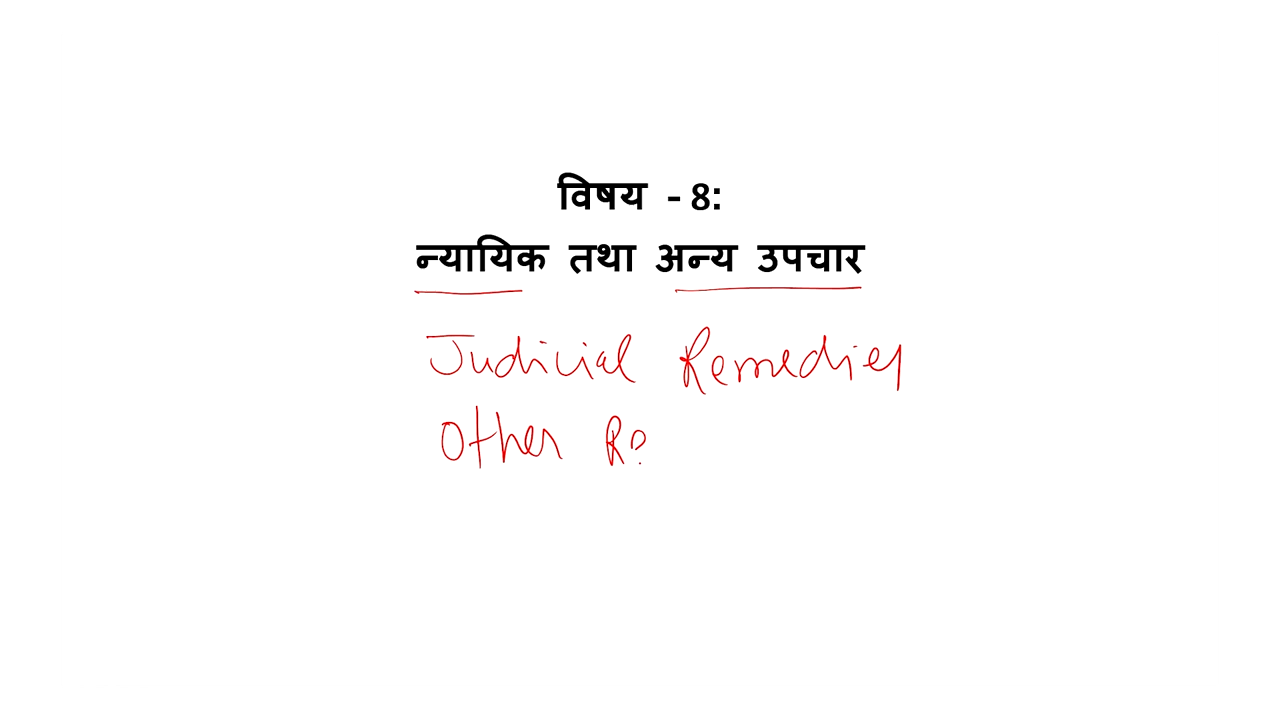 विषय - 8:
न्यायिक तथा अन्य उपचार
Judicial Remedies
Other